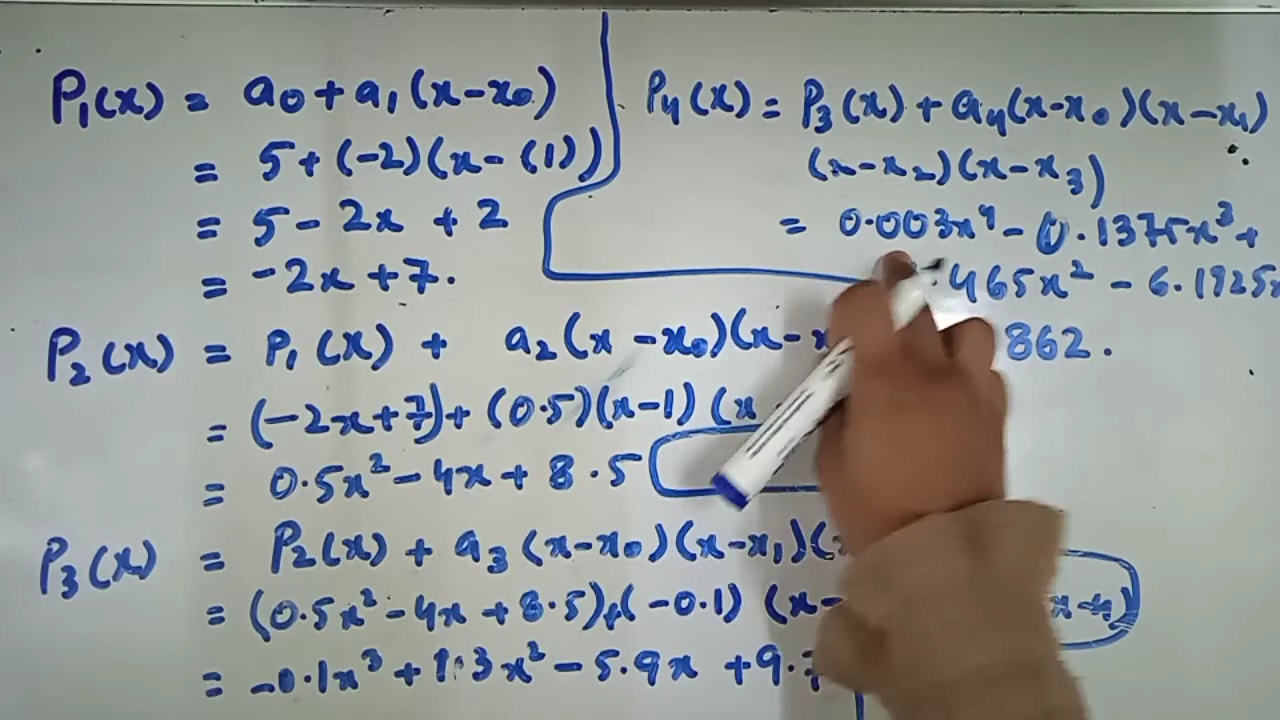 P₁(x) = a₀ + a₁(x-x₀)
= 5 + (-2)(x-(1))
= 5 - 2x + 2
= -2x + 7.
P₂(x) = P₁(x) + a₂(x-x₀)(x-x
= (-2x+7) + (0.5)(x-1)(x
= 0.5x² - 4x + 8.5
P₃(x) = P₂(x) + a₃(x-x₀)(x-x₁)(x
= (0.5x² - 4x + 8.5) + (-0.1)(x- x-4)
= -0.1x³ + 1.3x² - 5.9x + 9.7
P₄(x) = P₃(x) + a₄(x-x₀)(x-x₁)
(x-x₂)(x-x₃)
= 0.003x⁴ - 0.1375x³ +
.465x² - 6.1925x
862.